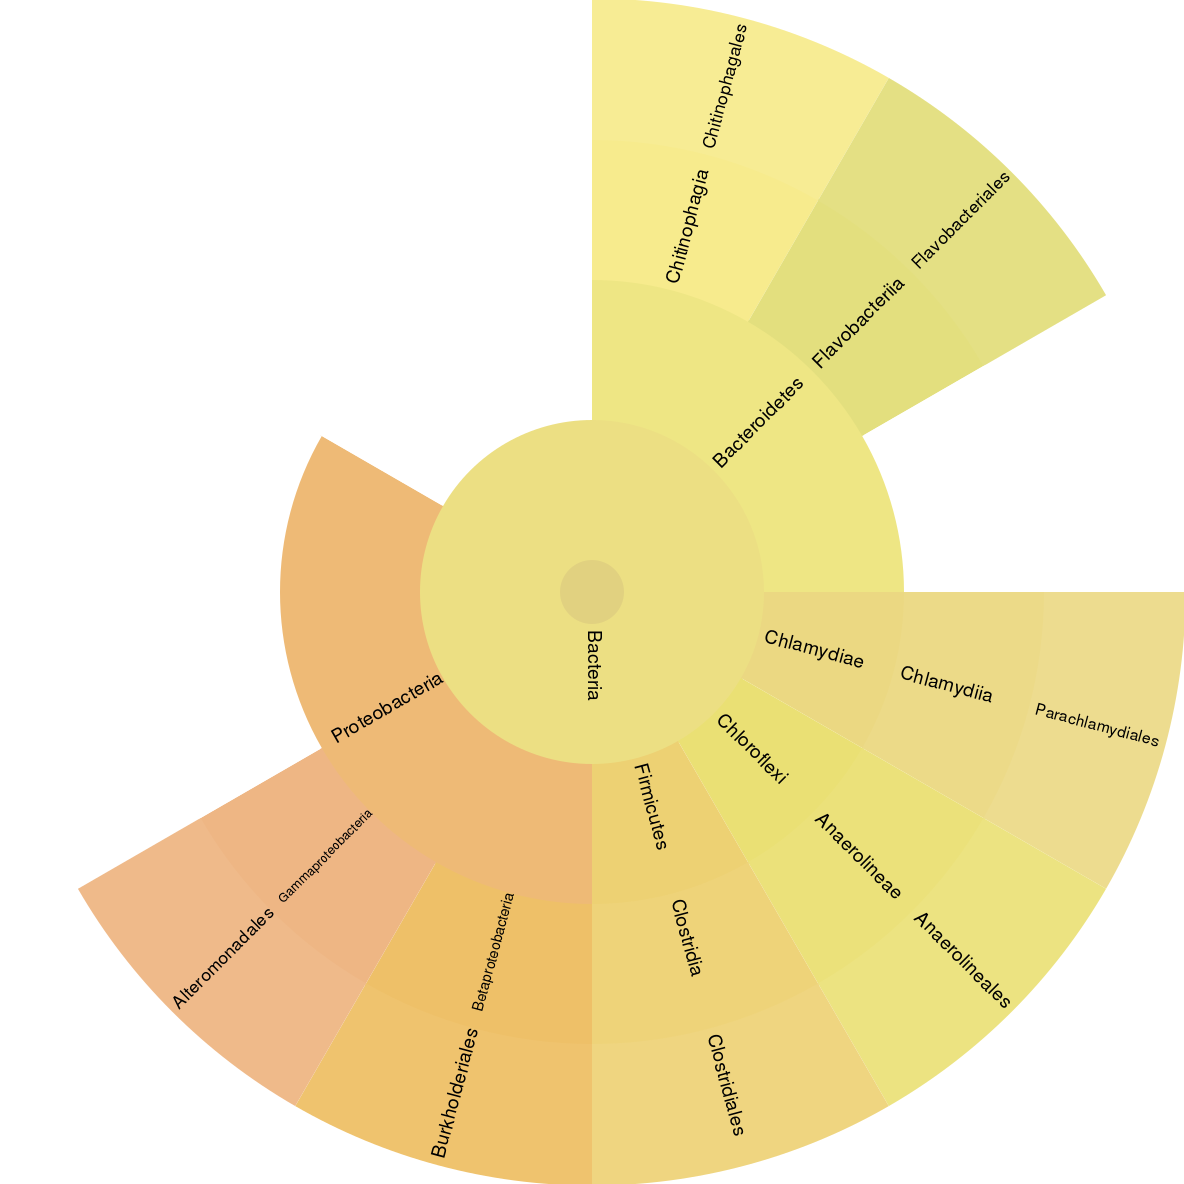 Chitinophagales
Chitinophagia
Flavobacteriales
Flavobacteriia
Bacteroidetes
Bacteria
Chlamydiae
Chlamydiia
Parachlamydiales
Chloroflexi
Anaerolineae
Anaerolineales
Firmicutes
Clostridia
Clostridiales
Proteobacteria
Gammaproteobacteria
Alteromonadales
Betaproteobacteria
Burkholderiales